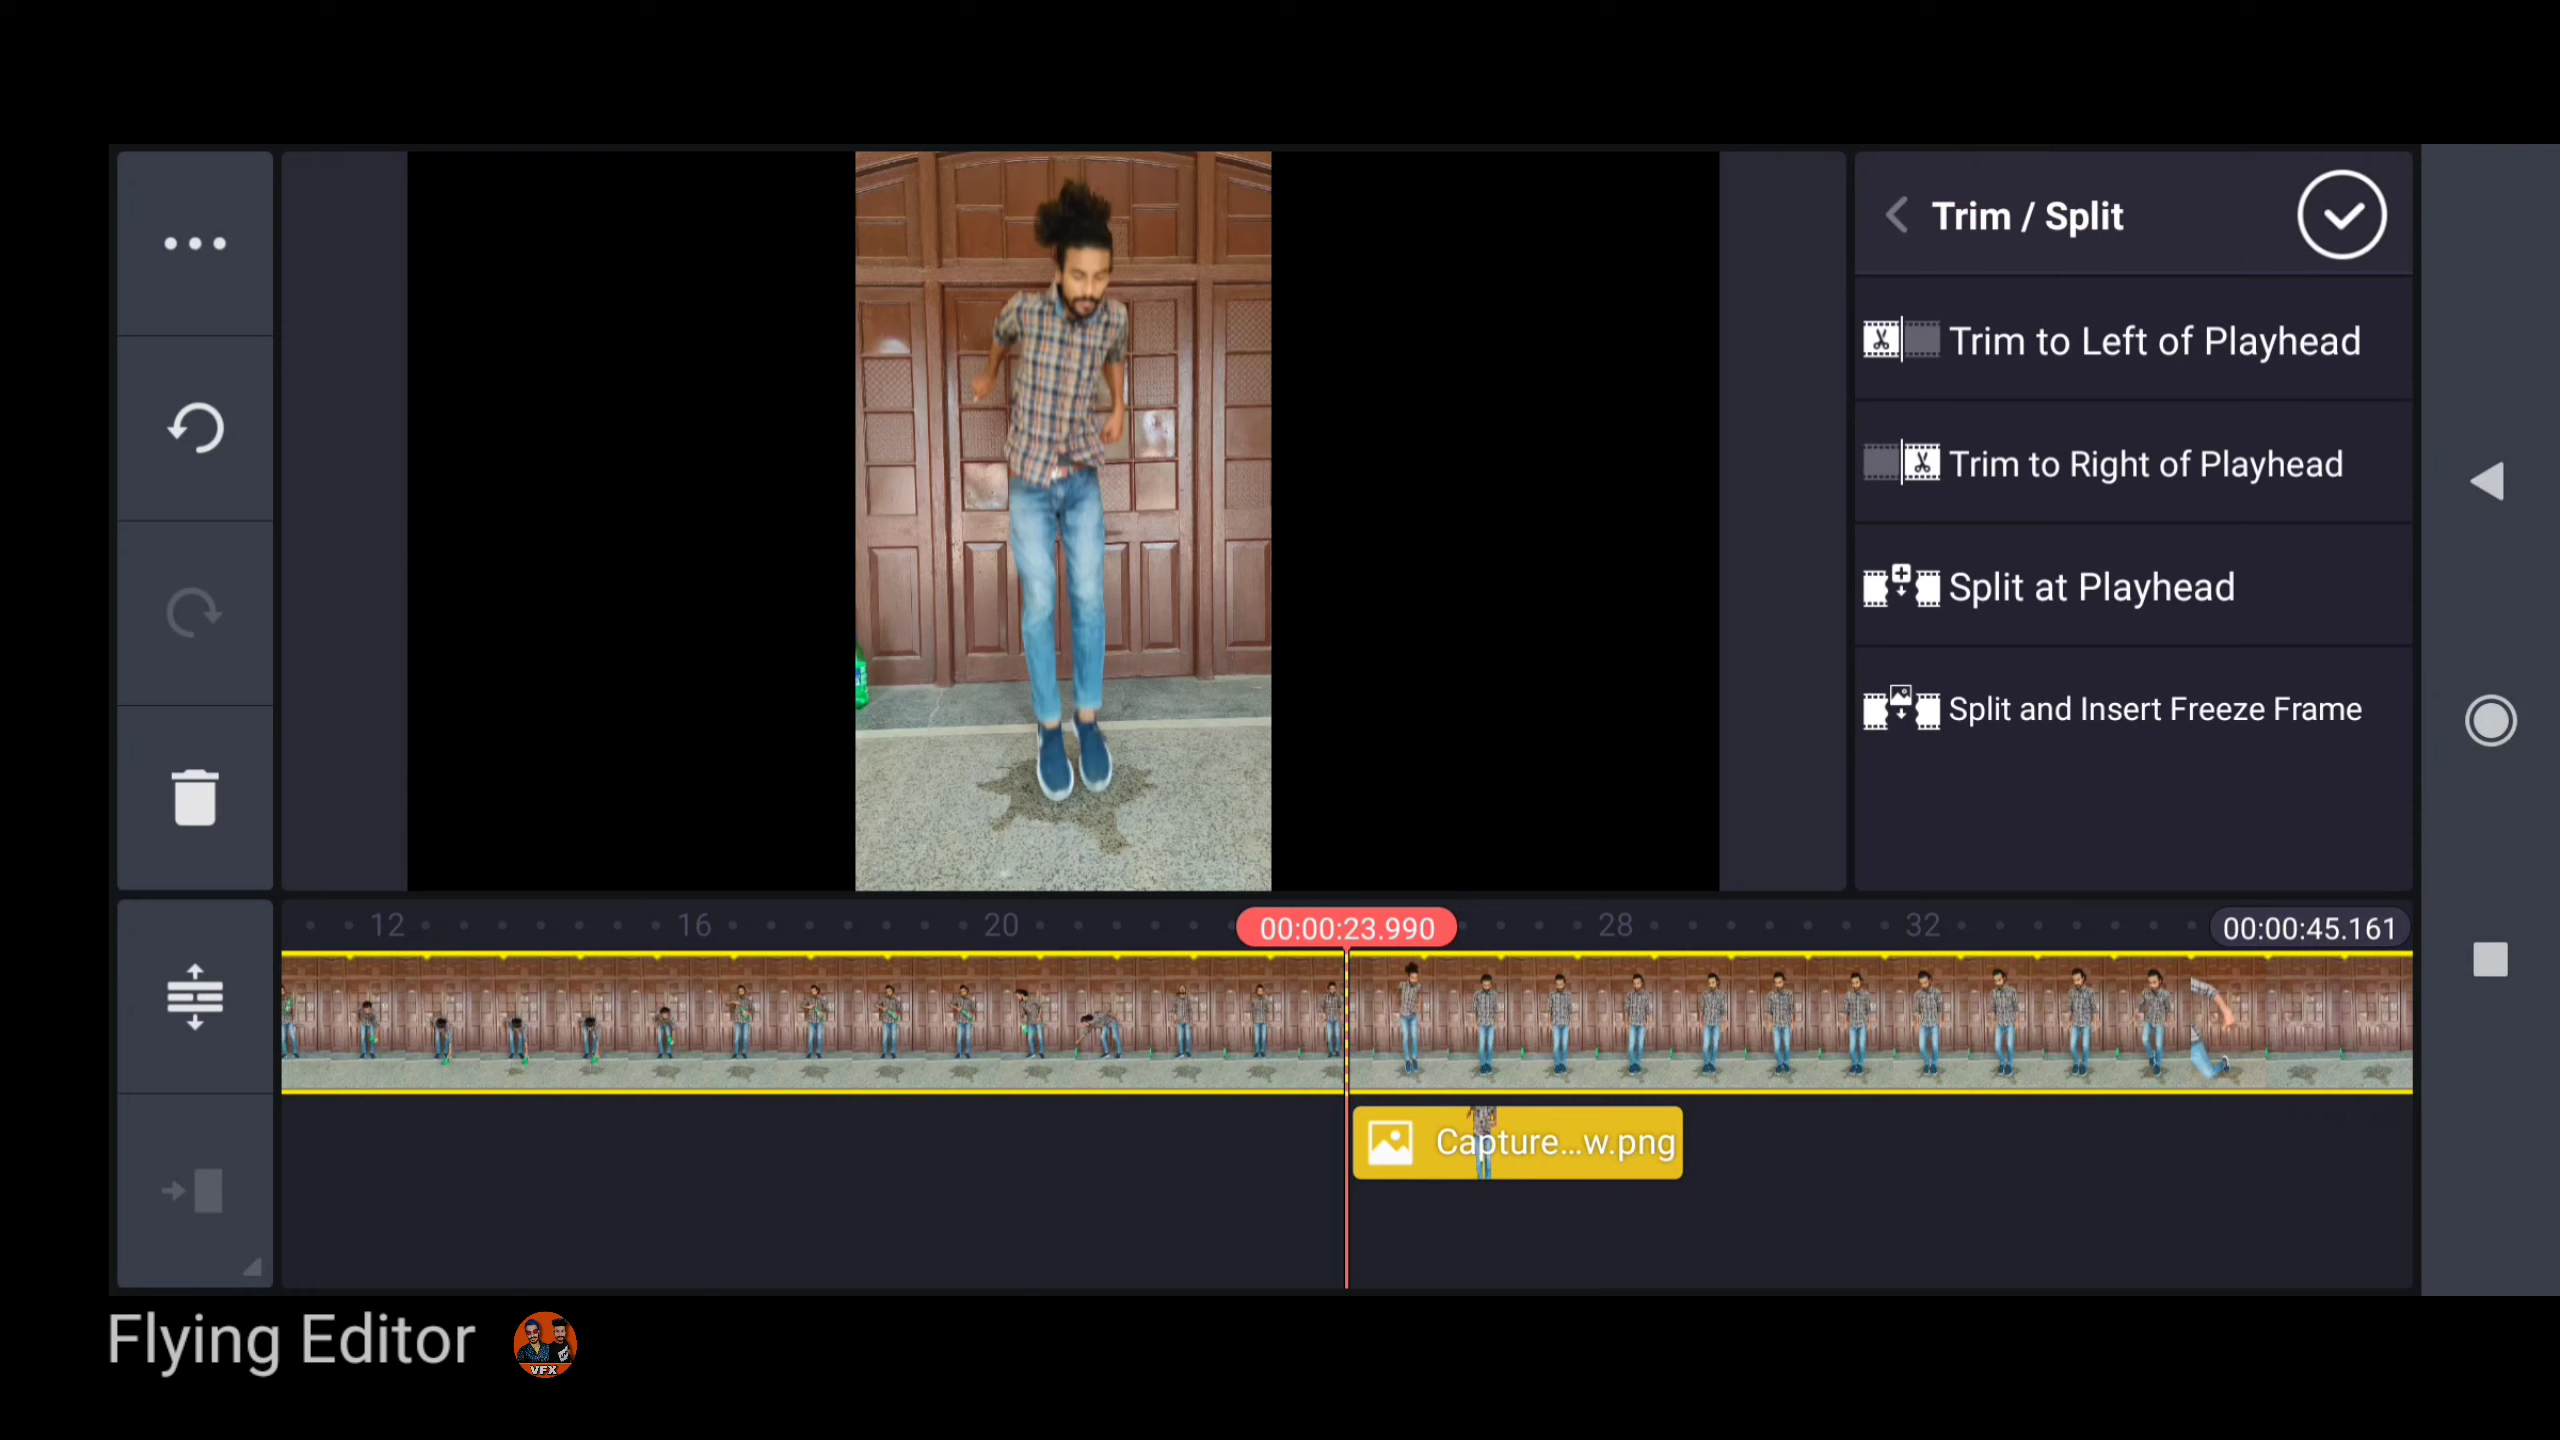 Trim / Split
Trim to Left of Playhead
Trim to Right of Playhead
Split at Playhead
Split and Insert Freeze Frame
12
16
20
00:00:23.990
28
32
00:00:45.161
Capture...w.png
Flying Editor
VFX